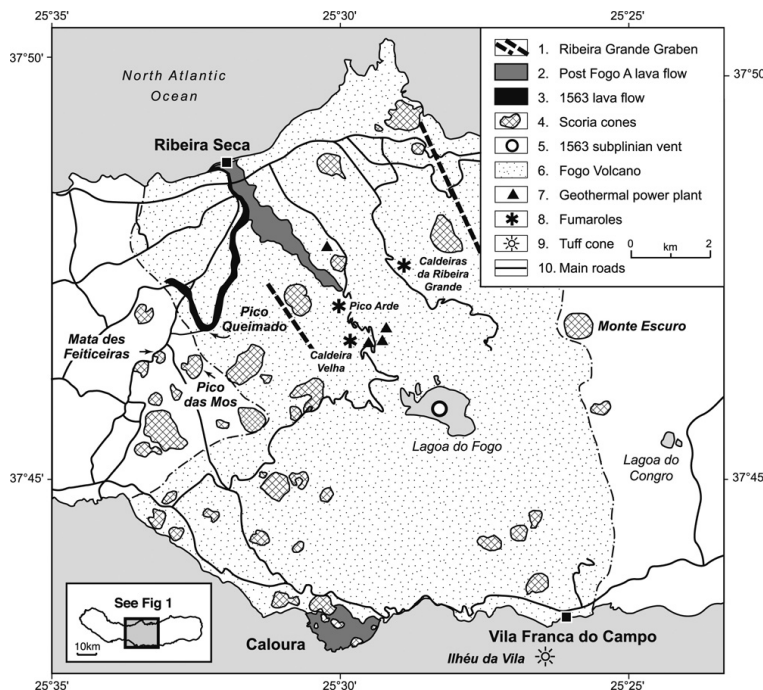 25°35'
25°30'
37°50'
37°50'
North Atlantic
Ocean
1. Ribeira Grande Graben
2. Post Fogo A lava flow
3. 1563 lava flow
4. Scoria cones
5. 1563 subplinian vent
6. Fogo Volcano
7. Geothermal power plant
8. Fumaroles
9. Tuff cone
0 2
km
10. Main roads
Ribeira Seca
Caldeiras
da Ribeira
Grande
Pico Arde
Pico
Queimado
Monte Escuro
Mata des
Feiticeiras
Caldeira
Velha
Pico
das Mos
Lagoa do Fogo
Lagoa do
Congro
37°45'
37°45'
See Fig 1
10km
Caloura
Vila Franca do Campo
Ilhéu da Vila
25°35'
25°30'
25°25'